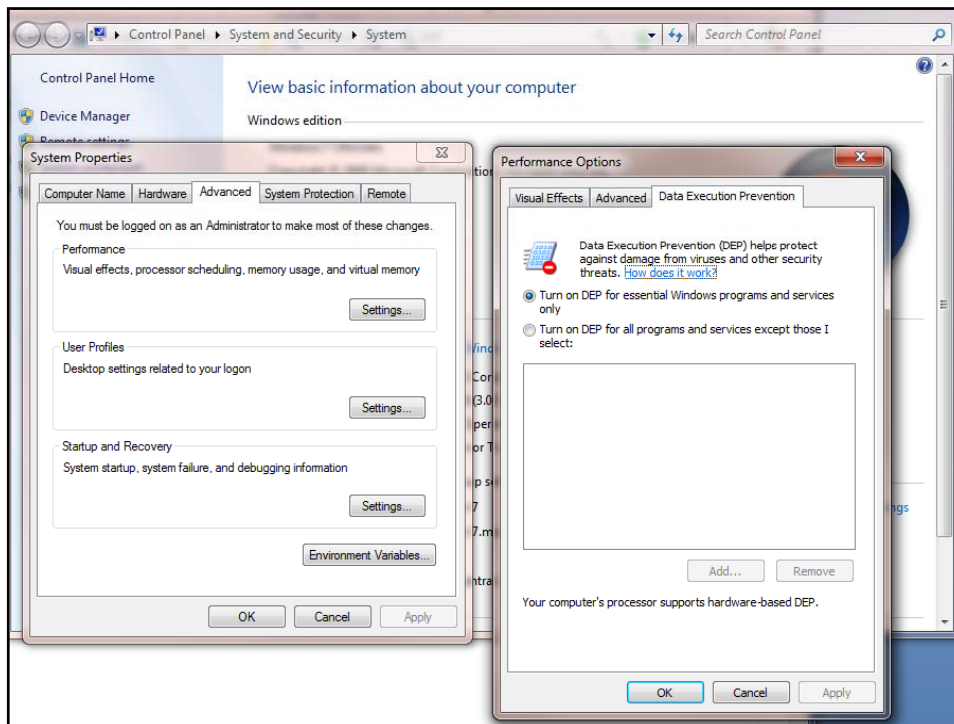 Control Panel ▸ System and Security ▸ System
Search Control Panel
Control Panel Home
Device Manager
Remote settings
View basic information about your computer
Windows edition
System Properties
Computer Name Hardware Advanced System Protection Remote
You must be logged on as an Administrator to make most of these changes.
Performance
Visual effects, processor scheduling, memory usage, and virtual memory
Settings...
User Profiles
Desktop settings related to your logon
Settings...
Startup and Recovery
System startup, system failure, and debugging information
Settings...
Environment Variables...
OK Cancel Apply
Performance Options
Visual Effects Advanced Data Execution Prevention
Data Execution Prevention (DEP) helps protect
against damage from viruses and other security
threats. How does it work?
Turn on DEP for essential Windows programs and services
only
Turn on DEP for all programs and services except those I
select:
Add... Remove
Your computer's processor supports hardware-based DEP.
OK Cancel Apply